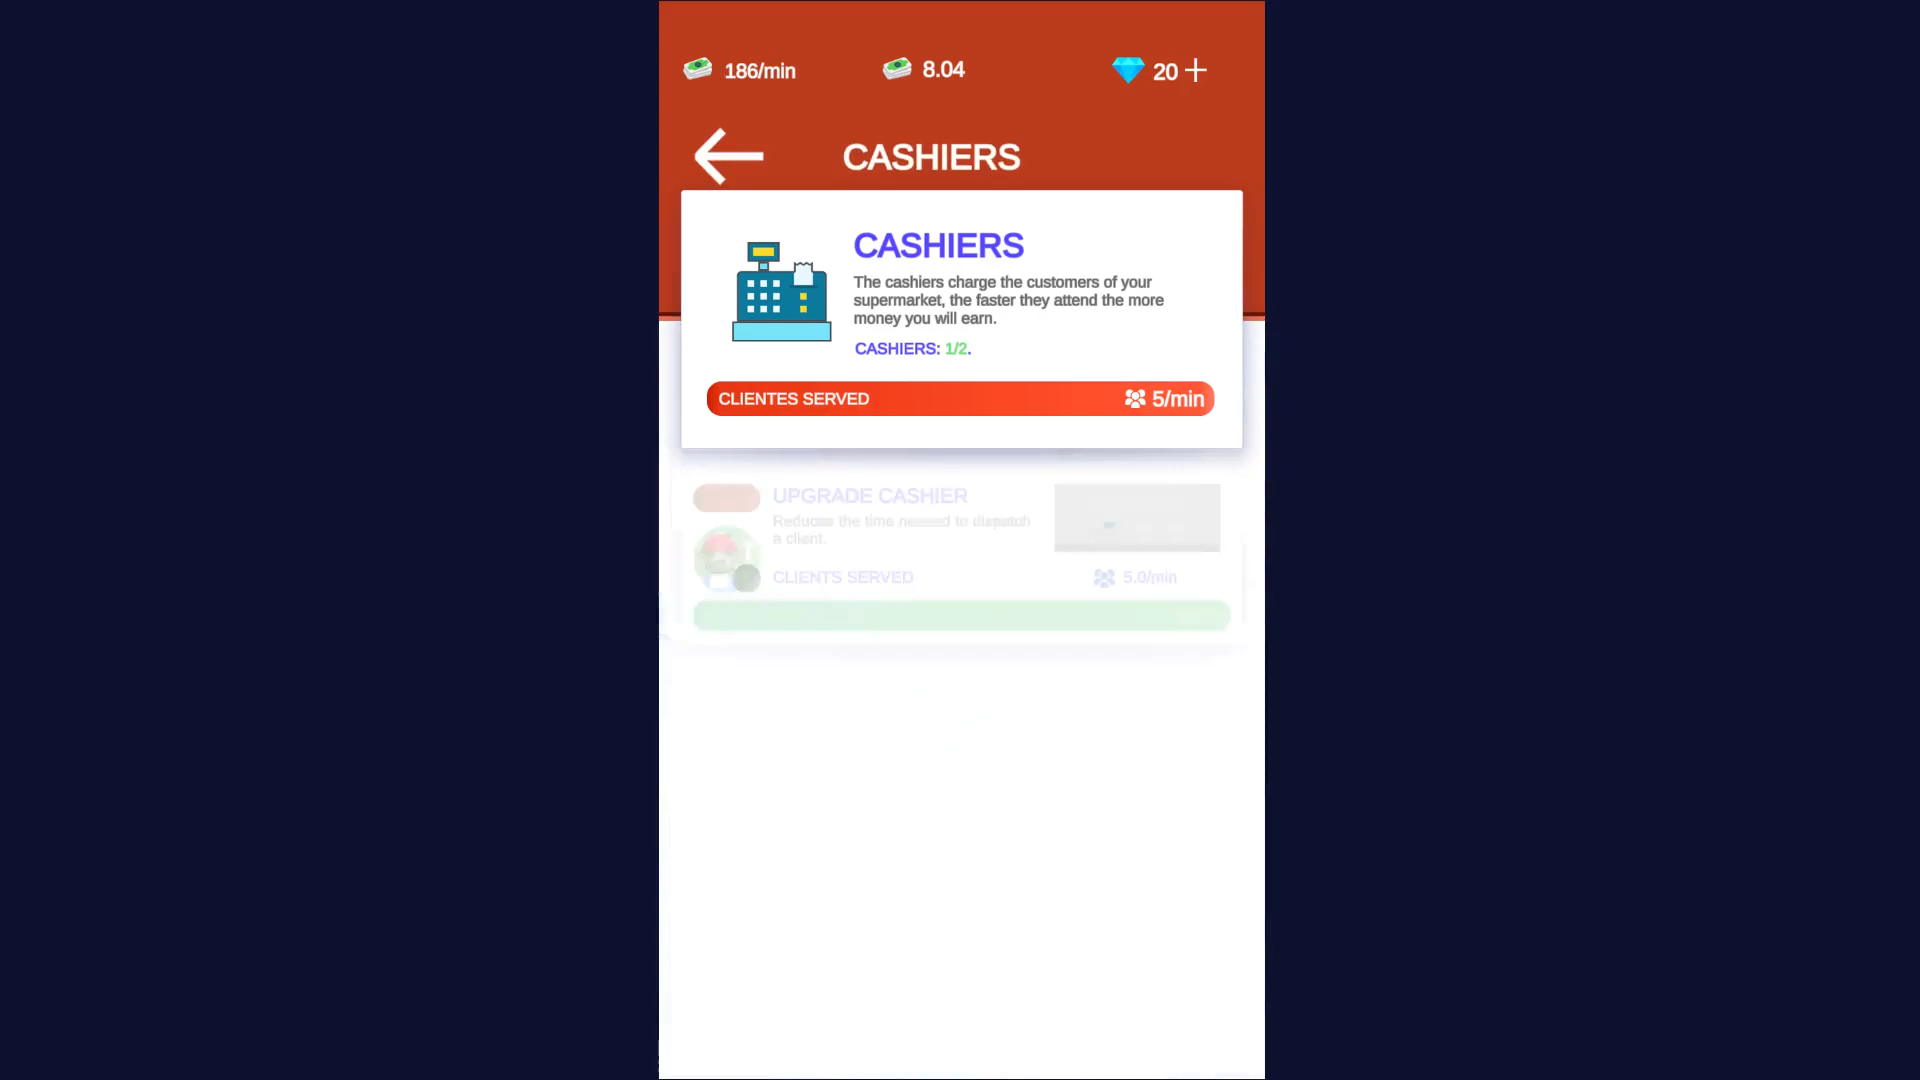 186/min
8.04
20
CASHIERS
CASHIERS
The cashiers charge the customers of your
supermarket, the faster they attend the more
money you will earn.
CASHIERS: 1/2.
CLIENTES SERVED
5/min
UPGRADE CASHIER
Reduces the time needed to dispatch
a client.
CLIENTS SERVED
5.0/min